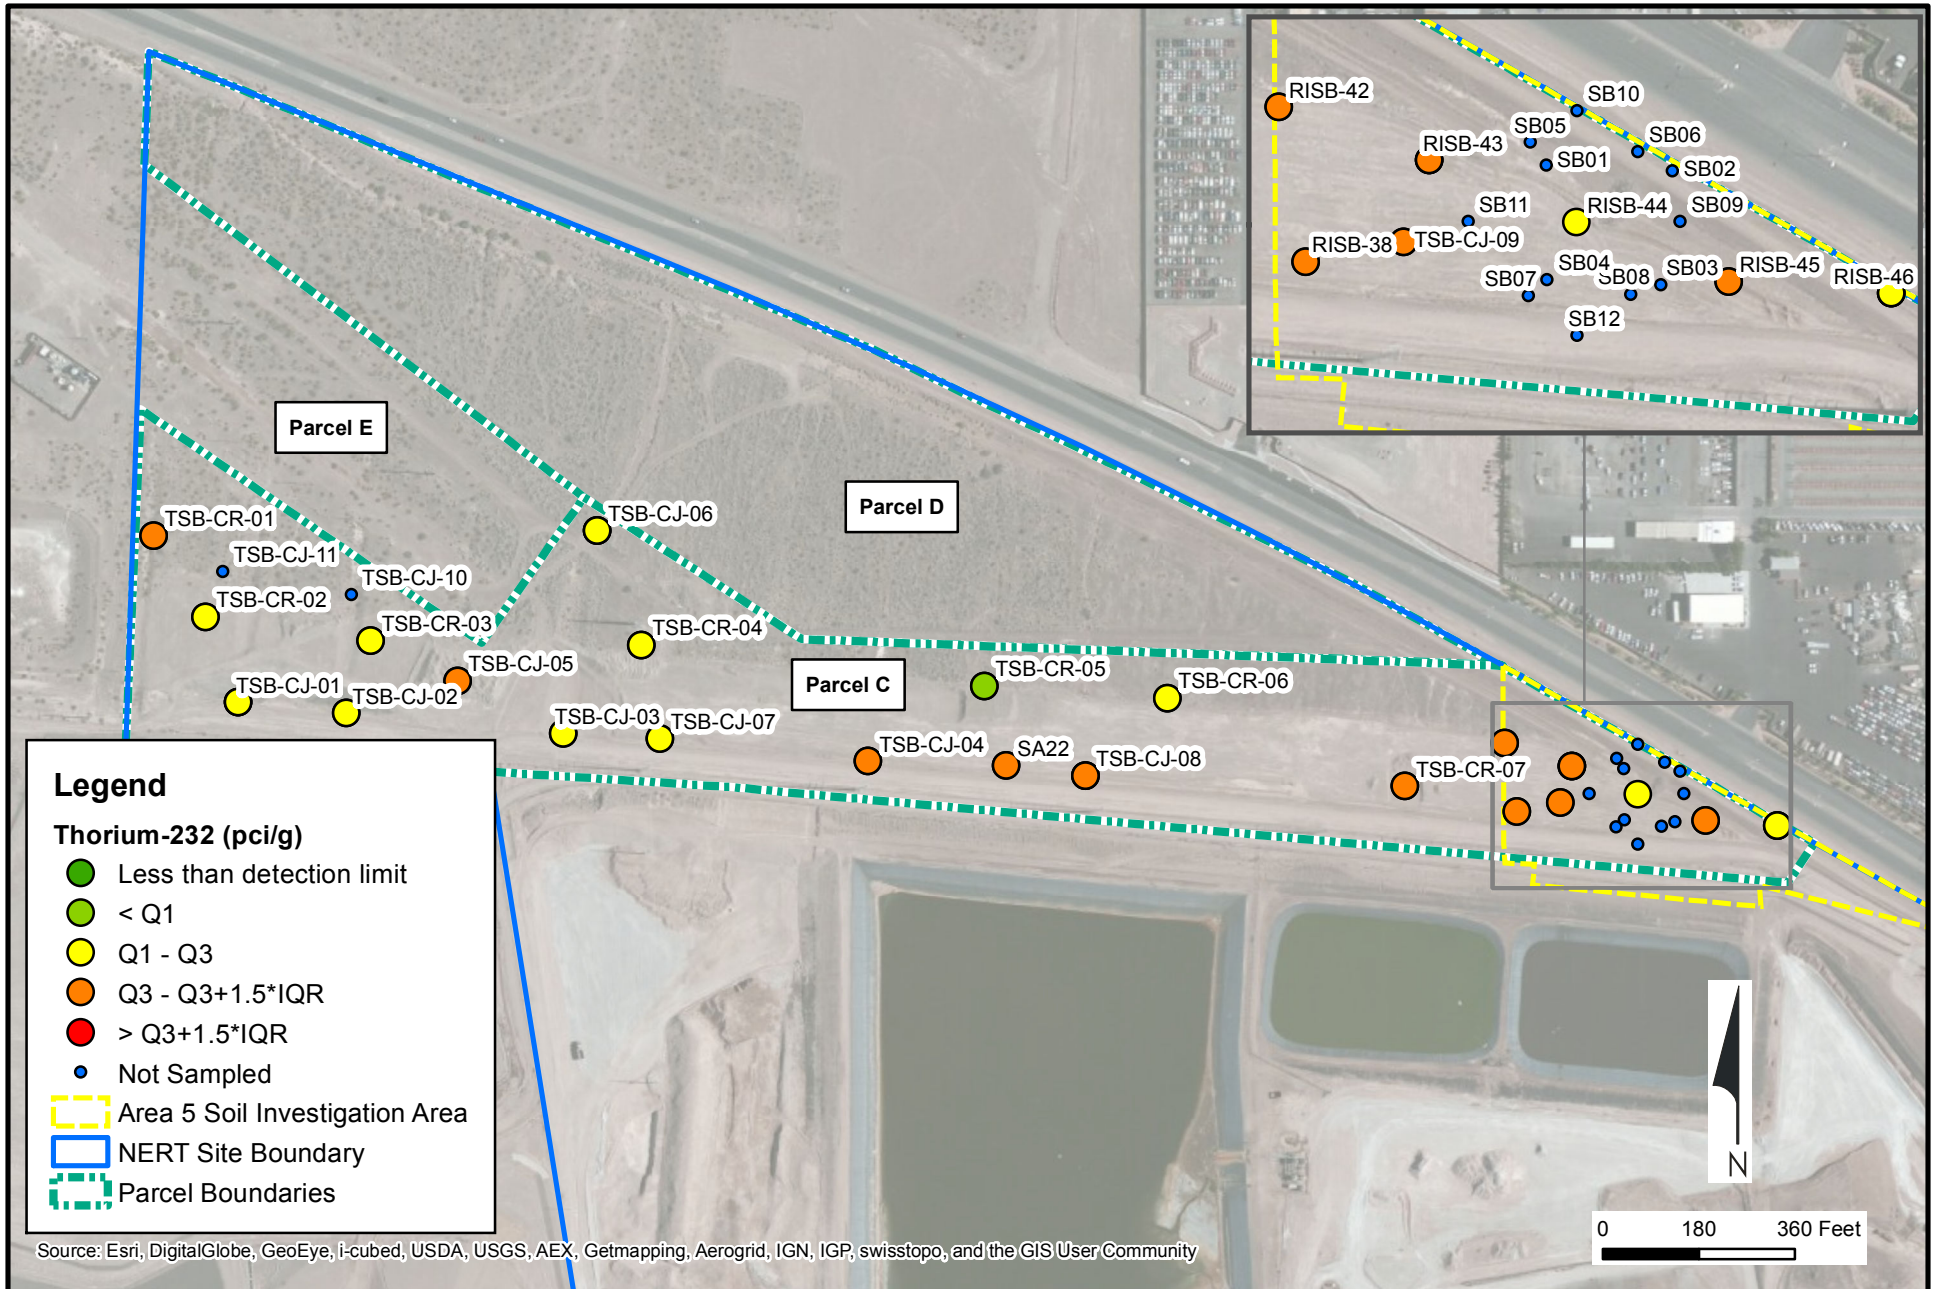 RISB-42
SB10
SB05
SB06
RISB-43
SB01
SB02
SB11
RISB-44
SB09
RISB-38
TSB-CJ-09
SB04
SB07
SB08
SB03
RISB-45
RISB-46
SB12
Parcel E
Parcel D
TSB-CR-01
TSB-CJ-06
TSB-CJ-11
TSB-CJ-10
TSB-CR-02
TSB-CR-03
TSB-CR-04
TSB-CJ-05
TSB-CR-05
Parcel C
TSB-CR-06
TSB-CJ-01
TSB-CJ-02
TSB-CJ-03
TSB-CJ-07
TSB-CJ-04
SA22
TSB-CJ-08
TSB-CR-07
Legend
Thorium-232 (pci/g)
Less than detection limit
< Q1
Q1 - Q3
Q3 - Q3+1.5*IQR
> Q3+1.5*IQR
Not Sampled
Area 5 Soil Investigation Area
NERT Site Boundary
Parcel Boundaries
N
0 180 360 Feet
Source: Esri, DigitalGlobe, GeoEye, i-cubed, USDA, USGS, AEX, Getmapping, Aerogrid, IGN, IGP, swisstopo, and the GIS User Community